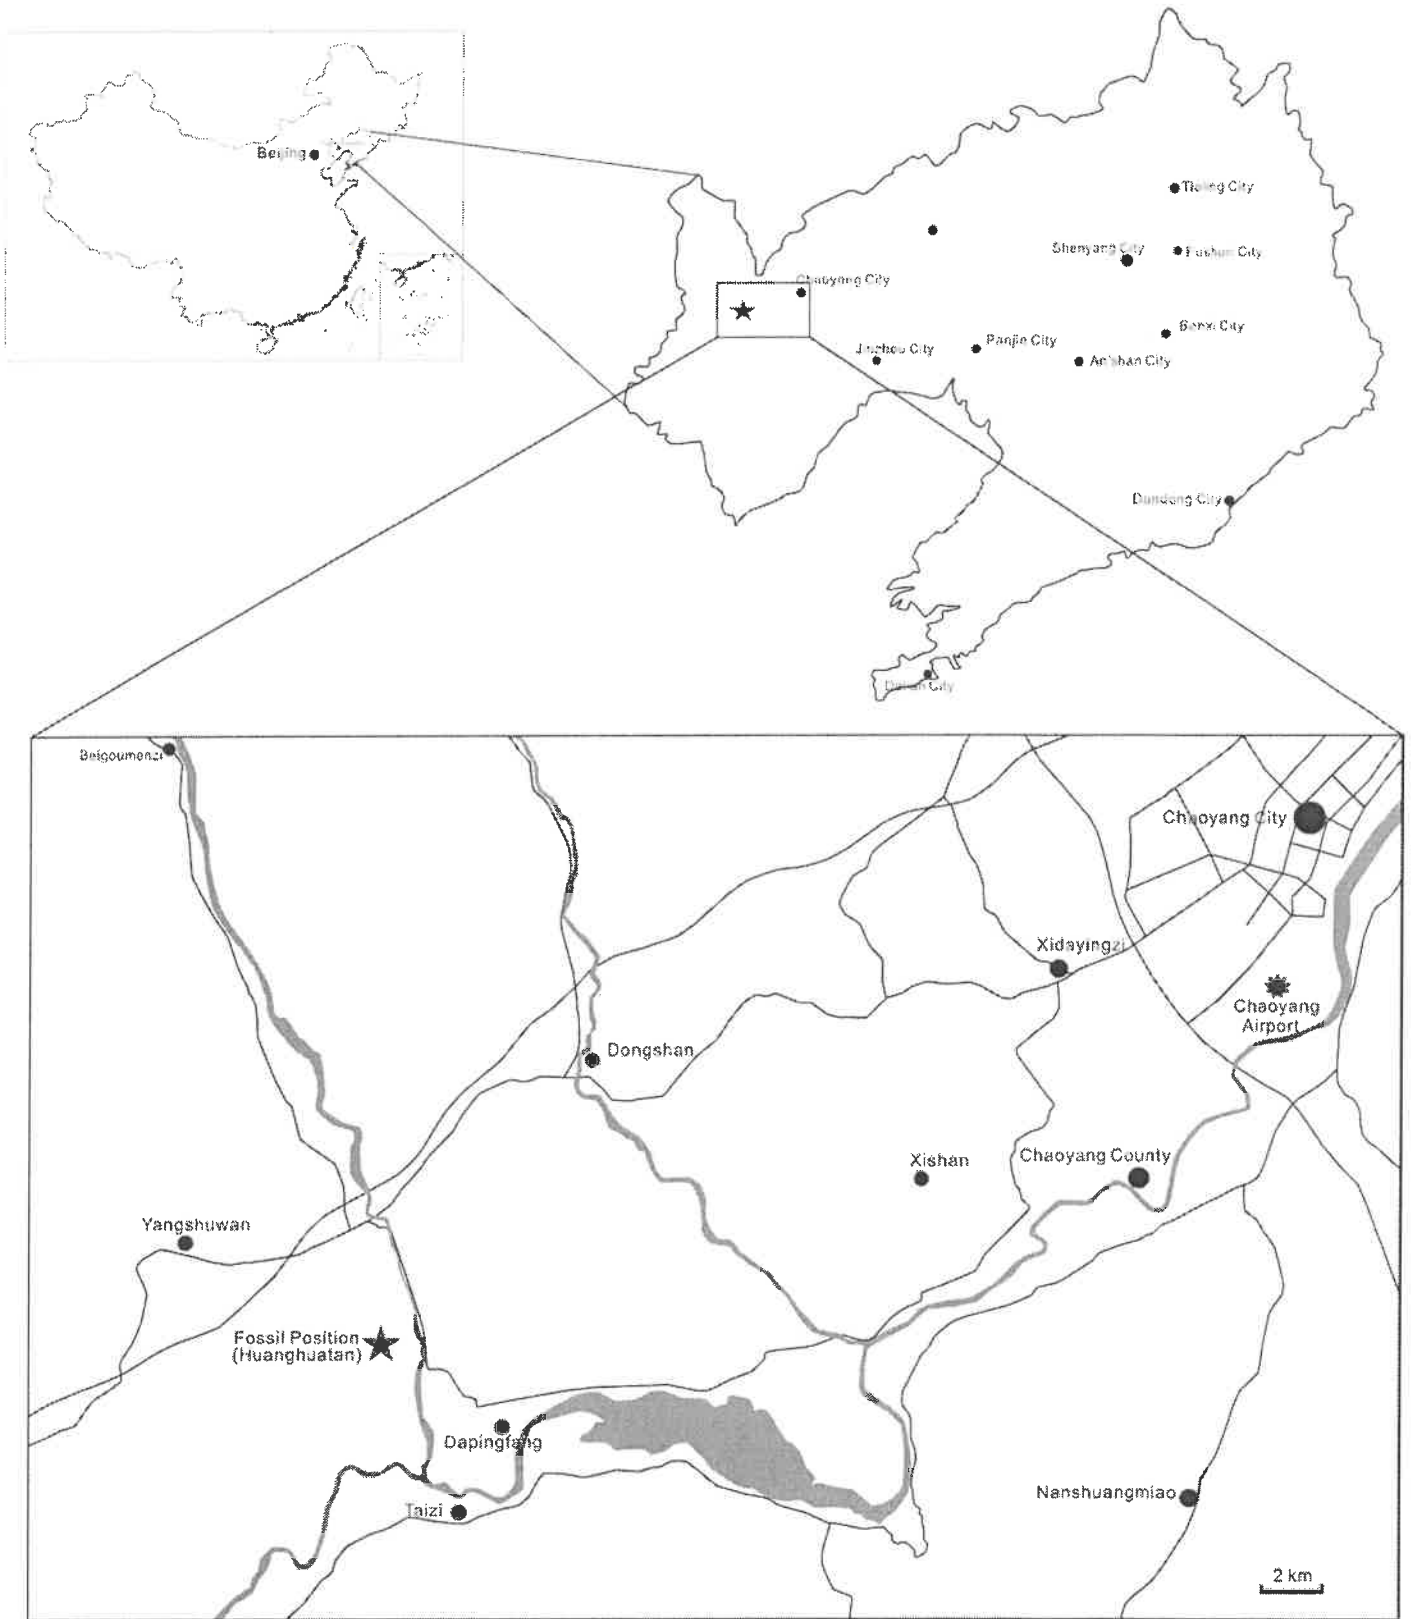 Beijing
Tieling City
Shenyang City
Fushun City
Chaoyang City
Benxi City
Jinzhou City
Panjin City
An'shan City
Dandong City
Dalian City
Beigoumenzi
Chaoyang City
Xidayingzi
Chaoyang
Airport
Dongshan
Xishan
Chaoyang County
Yangshuwan
Fossil Position
(Huanghuatan)
Dapingfang
Taizi
Nanshuangmiao
2 km